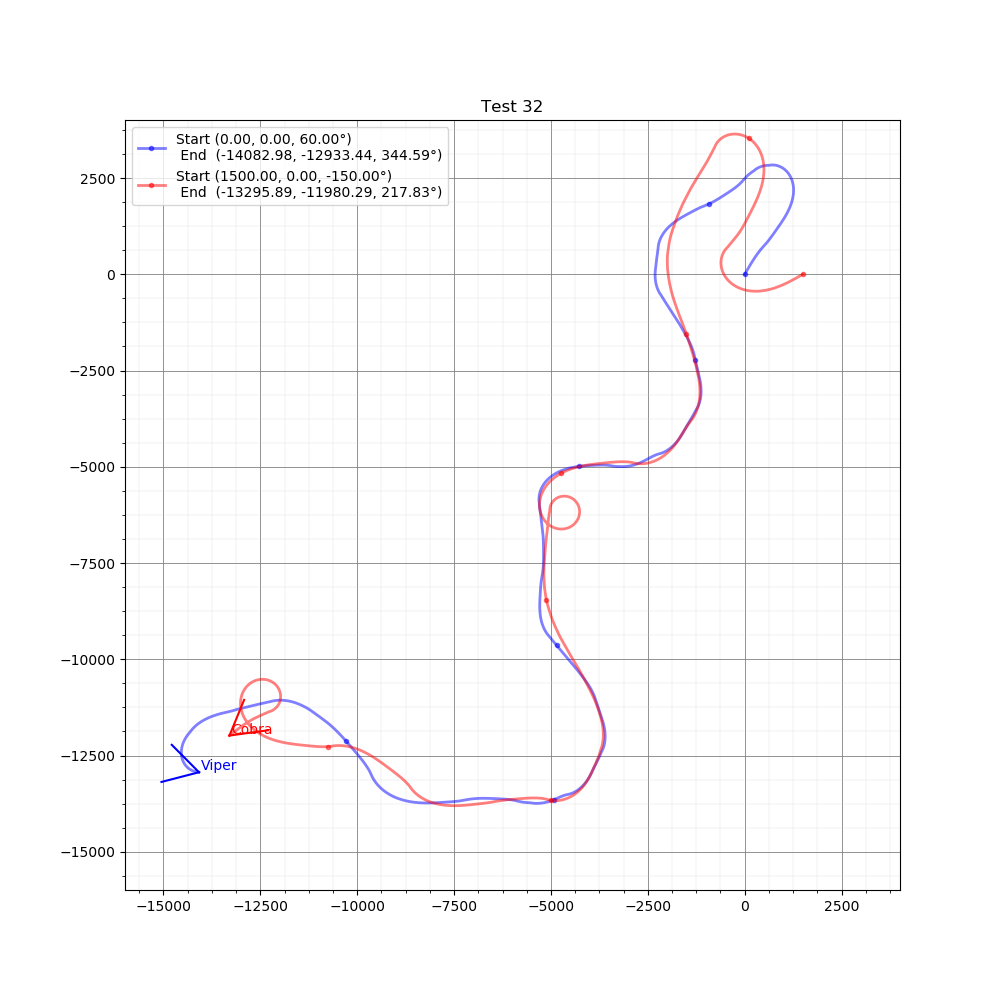 Test 32
Start (0.00, 0.00, 60.00°)
End (-14082.98, -12933.44, 344.59°)
Start (1500.00, 0.00, -150.00°)
End (-13295.89, -11980.29, 217.83°)
2500
0
−2500
−5000
−7500
−10000
−12500
−15000
Cobra
Viper
−15000 −12500 −10000 −7500 −5000 −2500 0 2500